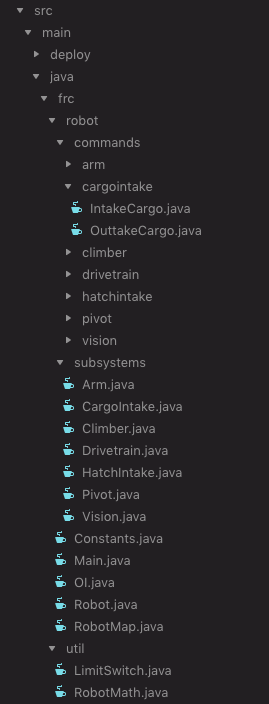 src
main
deploy
java
frc
robot
commands
arm
cargointake
IntakeCargo.java
OuttakeCargo.java
climber
drivetrain
hatchintake
pivot
vision
subsystems
Arm.java
CargoIntake.java
Climber.java
Drivetrain.java
HatchIntake.java
Pivot.java
Vision.java
Constants.java
Main.java
OI.java
Robot.java
RobotMap.java
util
LimitSwitch.java
RobotMath.java